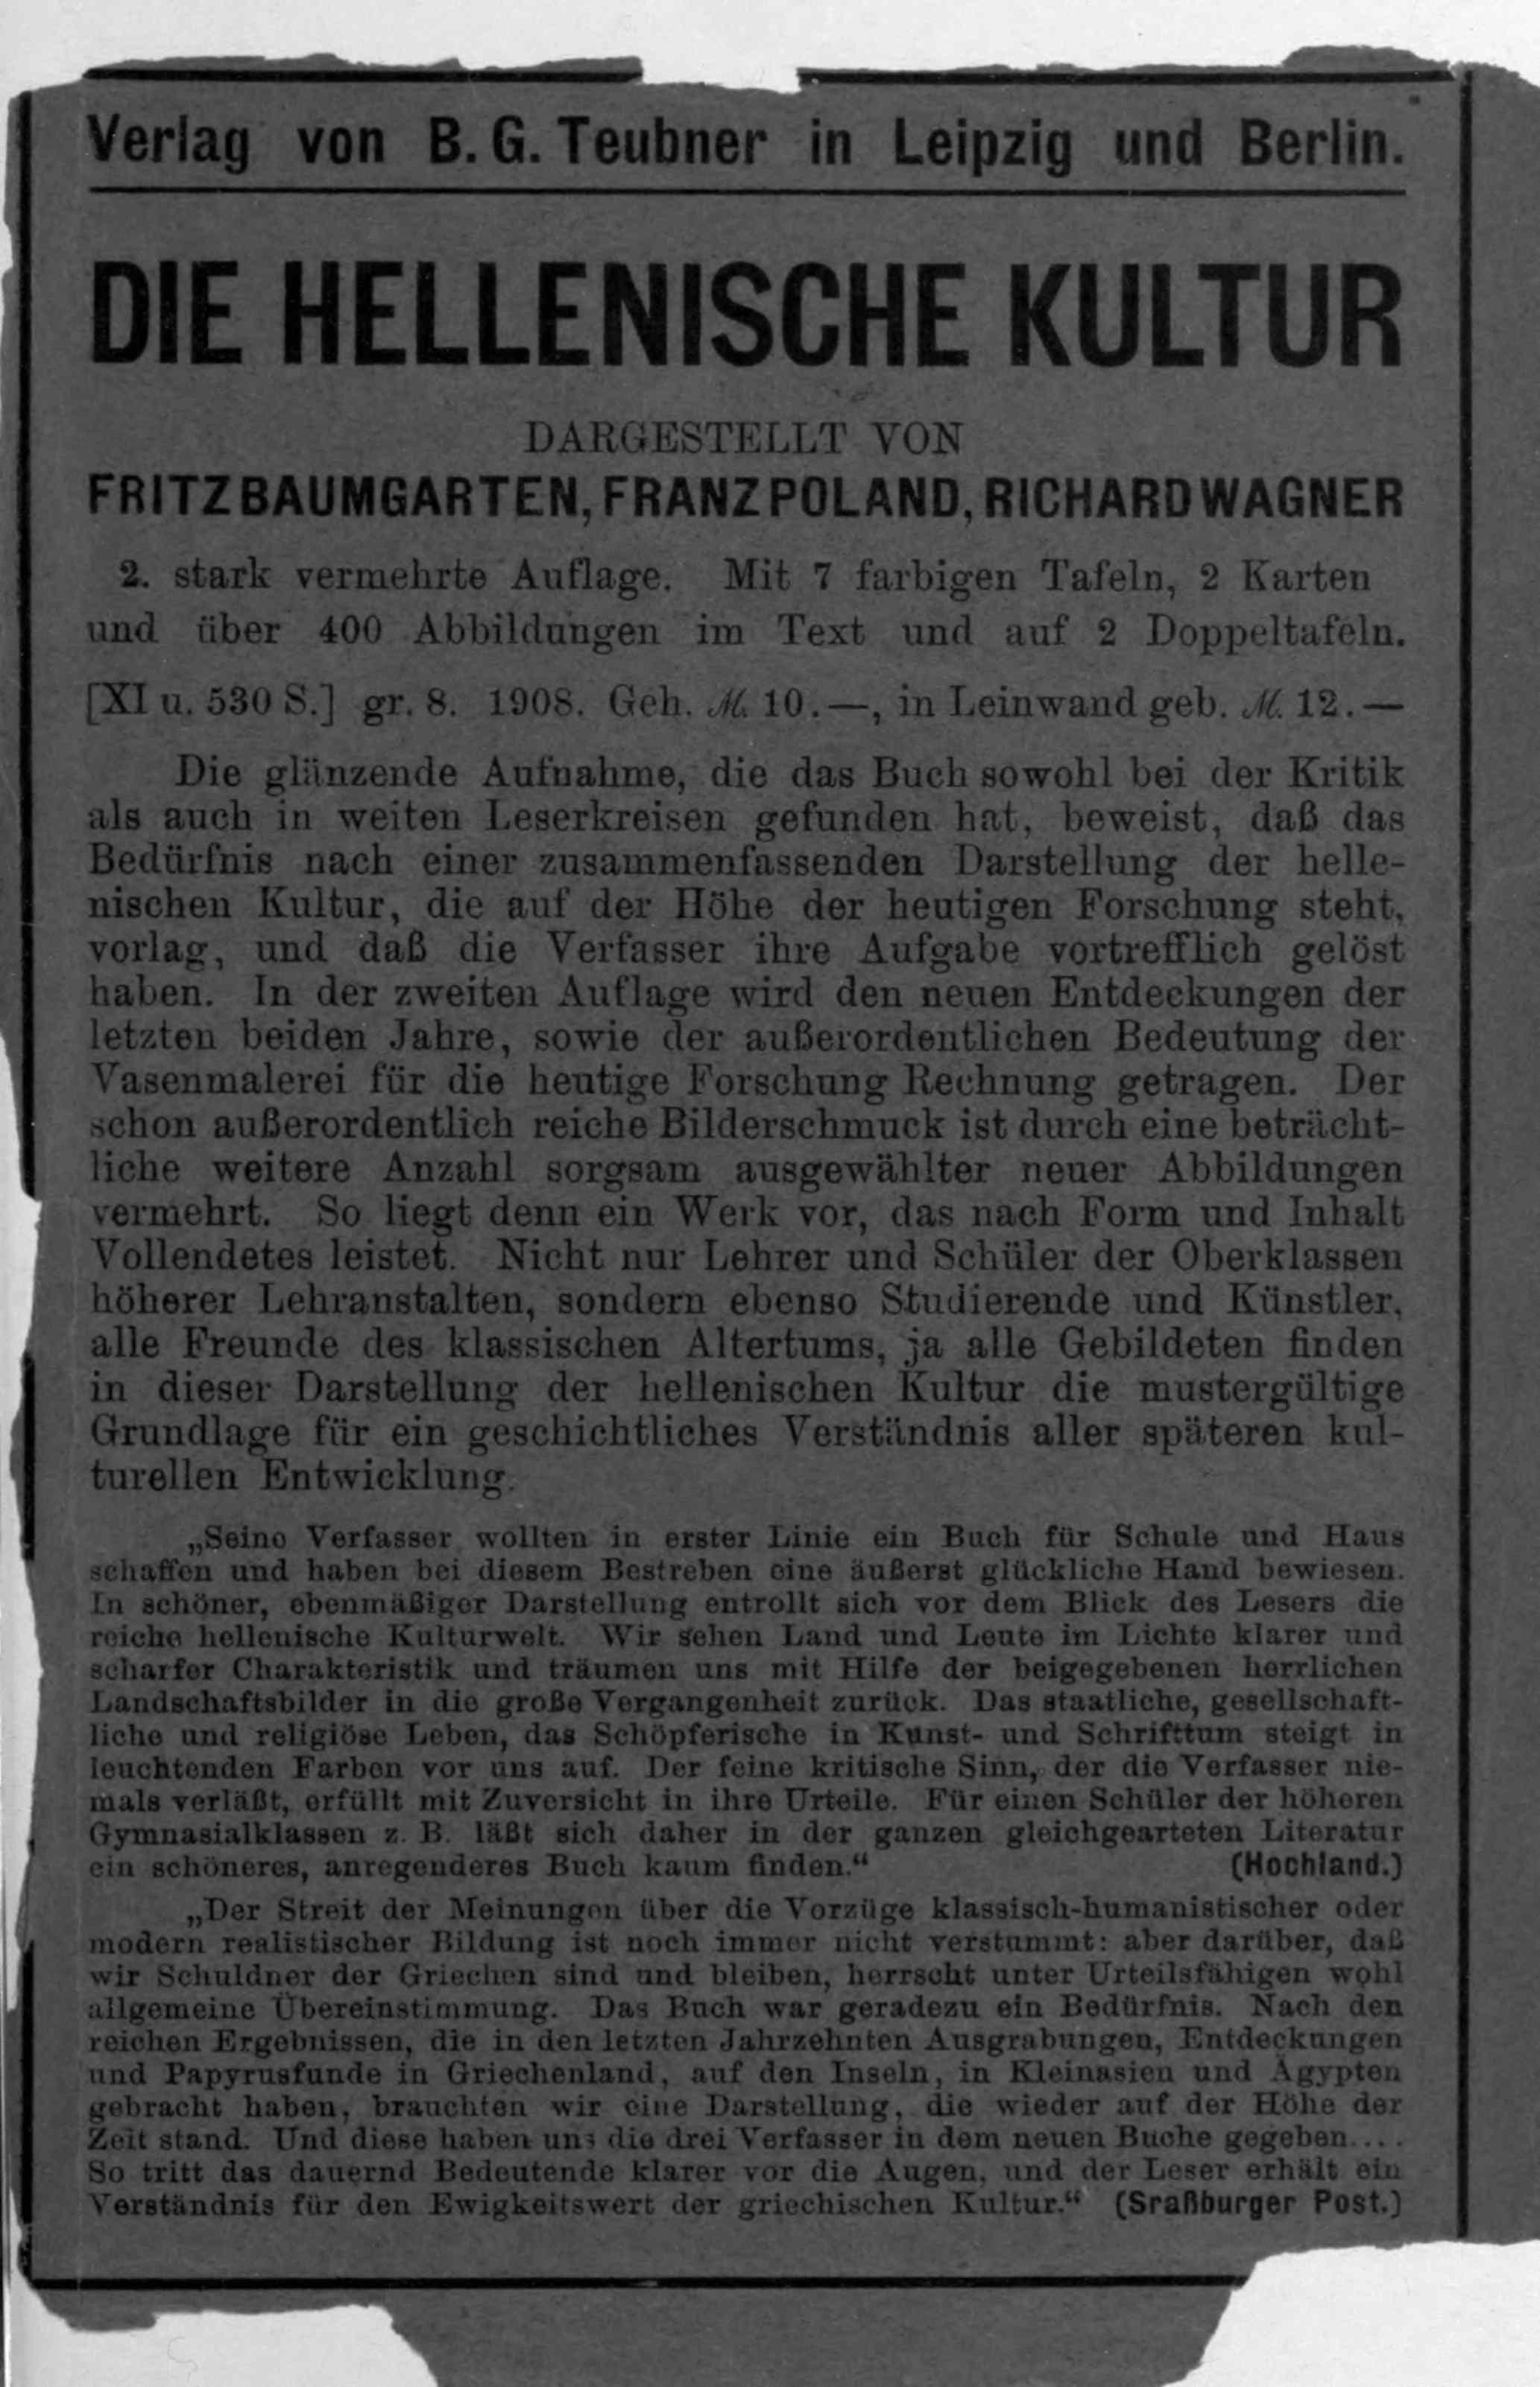 Verlag von B. G. Teubner in Leipzig und Berlin.
DIE HELLENISCHE KULTUR
DARGESTELLT VON
FRITZ BAUMGARTEN, FRANZ POLAND, RICHARD WAGNER
2. stark vermehrte Auflage. Mit 7 farbigen Tafeln, 2 Karten
und über 400 Abbildungen im Text und auf 2 Doppeltafeln.
[XI u. 530 S.] gr. 8. 1908. Geh. ℳ. 10.—, in Leinwand geb. ℳ. 12.—
Die glänzende Aufnahme, die das Buch sowohl bei der Kritik
als auch in weiten Leserkreisen gefunden hat, beweist, daß das
Bedürfnis nach einer zusammenfassenden Darstellung der helle-
nischen Kultur, die auf der Höhe der heutigen Forschung steht,
vorlag, und daß die Verfasser ihre Aufgabe vortrefflich gelöst
haben. In der zweiten Auflage wird den neuen Entdeckungen der
letzten beiden Jahre, sowie der außerordentlichen Bedeutung der
Vasenmalerei für die heutige Forschung Rechnung getragen. Der
schon außerordentlich reiche Bilderschmuck ist durch eine beträcht-
liche weitere Anzahl sorgsam ausgewählter neuer Abbildungen
vermehrt. So liegt denn ein Werk vor, das nach Form und Inhalt
Vollendetes leistet. Nicht nur Lehrer und Schüler der Oberklassen
höherer Lehranstalten, sondern ebenso Studierende und Künstler,
alle Freunde des klassischen Altertums, ja alle Gebildeten finden
in dieser Darstellung der hellenischen Kultur die mustergültige
Grundlage für ein geschichtliches Verständnis aller späteren kul-
turellen Entwicklung.
„Seine Verfasser wollten in erster Linie ein Buch für Schule und Haus
schaffen und haben bei diesem Bestreben eine äußerst glückliche Hand bewiesen.
In schöner, ebenmäßiger Darstellung entrollt sich vor dem Blick des Lesers die
reiche hellenische Kulturwelt. Wir sehen Land und Leute im Lichte klarer und
scharfer Charakteristik und träumen uns mit Hilfe der beigegebenen herrlichen
Landschaftsbilder in die große Vergangenheit zurück. Das staatliche, gesellschaft-
liche und religiöse Leben, das Schöpferische in Kunst- und Schrifttum steigt in
leuchtenden Farben vor uns auf. Der feine kritische Sinn, der die Verfasser nie-
mals verläßt, erfüllt mit Zuversicht in ihre Urteile. Für einen Schüler der höheren
Gymnasialklassen z. B. läßt sich daher in der ganzen gleichgearteten Literatur
ein schöneres, anregenderes Buch kaum finden.“ (Hochland.)
„Der Streit der Meinungen über die Vorzüge klassisch-humanistischer oder
modern realistischer Bildung ist noch immer nicht verstummt: aber darüber, daß
wir Schuldner der Griechen sind und bleiben, herrscht unter Urteilsfähigen wohl
allgemeine Übereinstimmung. Das Buch war geradezu ein Bedürfnis. Nach den
reichen Ergebnissen, die in den letzten Jahrzehnten Ausgrabungen, Entdeckungen
und Papyrusfunde in Griechenland, auf den Inseln, in Kleinasien und Ägypten
gebracht haben, brauchten wir eine Darstellung, die wieder auf der Höhe der
Zeit stand. Und diese haben uns die drei Verfasser in dem neuen Buche gegeben....
So tritt das dauernd Bedeutende klarer vor die Augen, und der Leser erhält ein
Verständnis für den Ewigkeitswert der griechischen Kultur.“ (Sraßburger Post.)